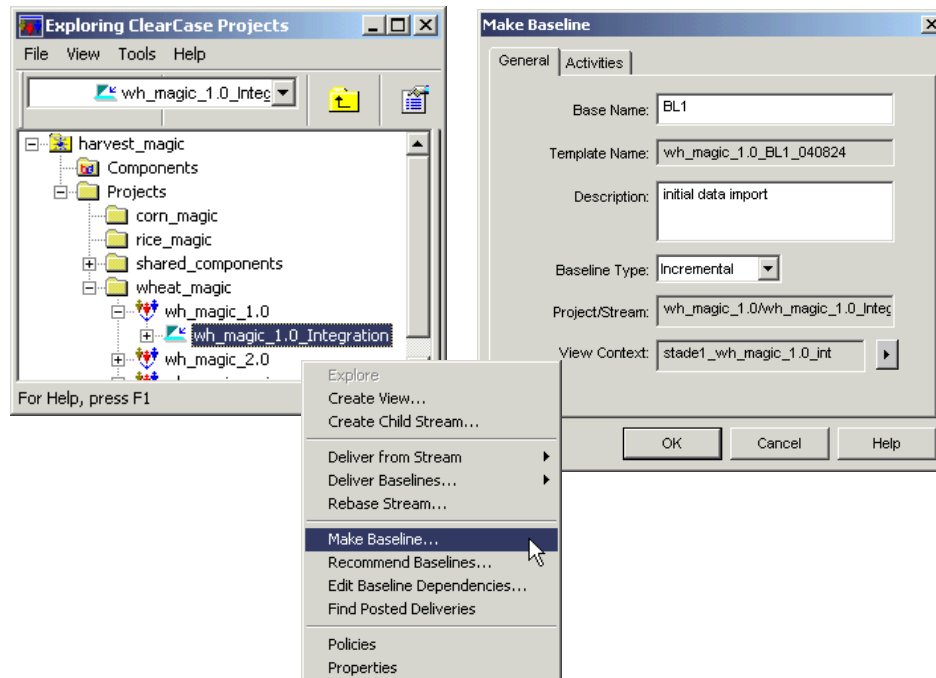 Exploring ClearCase Projects
File View Tools Help
wh_magic_1.0_Integ
harvest_magic
Components
Projects
corn_magic
rice_magic
shared_components
wheat_magic
wh_magic_1.0
wh_magic_1.0_Integration
wh_magic_2.0
For Help, press F1
Explore
Create View...
Create Child Stream...
Deliver from Stream
Deliver Baselines...
Rebase Stream...
Make Baseline...
Recommend Baselines...
Edit Baseline Dependencies...
Find Posted Deliveries
Policies
Properties
Make Baseline
General Activities
Base Name: BL1
Template Name: wh_magic_1.0_BL1_040824
Description: initial data import
Baseline Type: Incremental
Project/Stream: wh_magic_1.0/wh_magic_1.0_Integ
View Context: stade1_wh_magic_1.0_int
OK Cancel Help